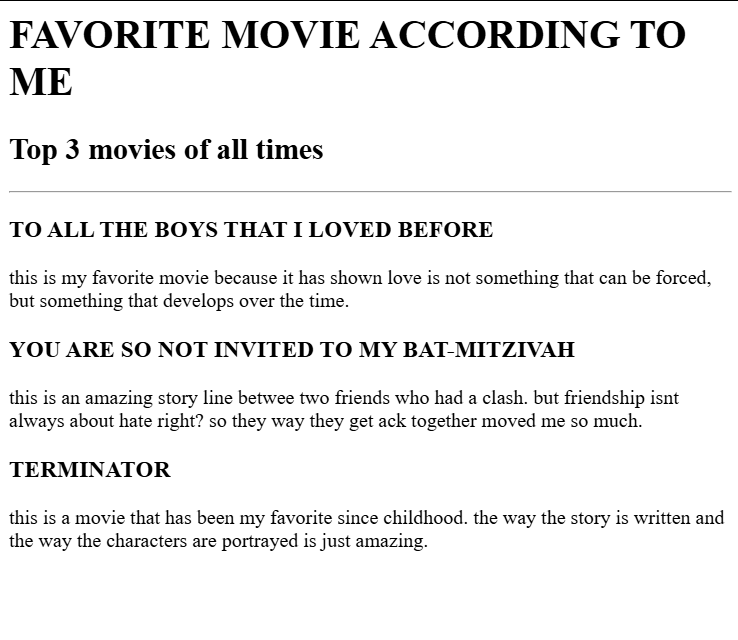 FAVORITE MOVIE ACCORDING TO
ME
Top 3 movies of all times
TO ALL THE BOYS THAT I LOVED BEFORE
this is my favorite movie because it has shown love is not something that can be forced,
but something that develops over the time.
YOU ARE SO NOT INVITED TO MY BAT-MITZIVAH
this is an amazing story line betwee two friends who had a clash. but friendship isnt
always about hate right? so they way they get ack together moved me so much.
TERMINATOR
this is a movie that has been my favorite since childhood. the way the story is written and
the way the characters are portrayed is just amazing.